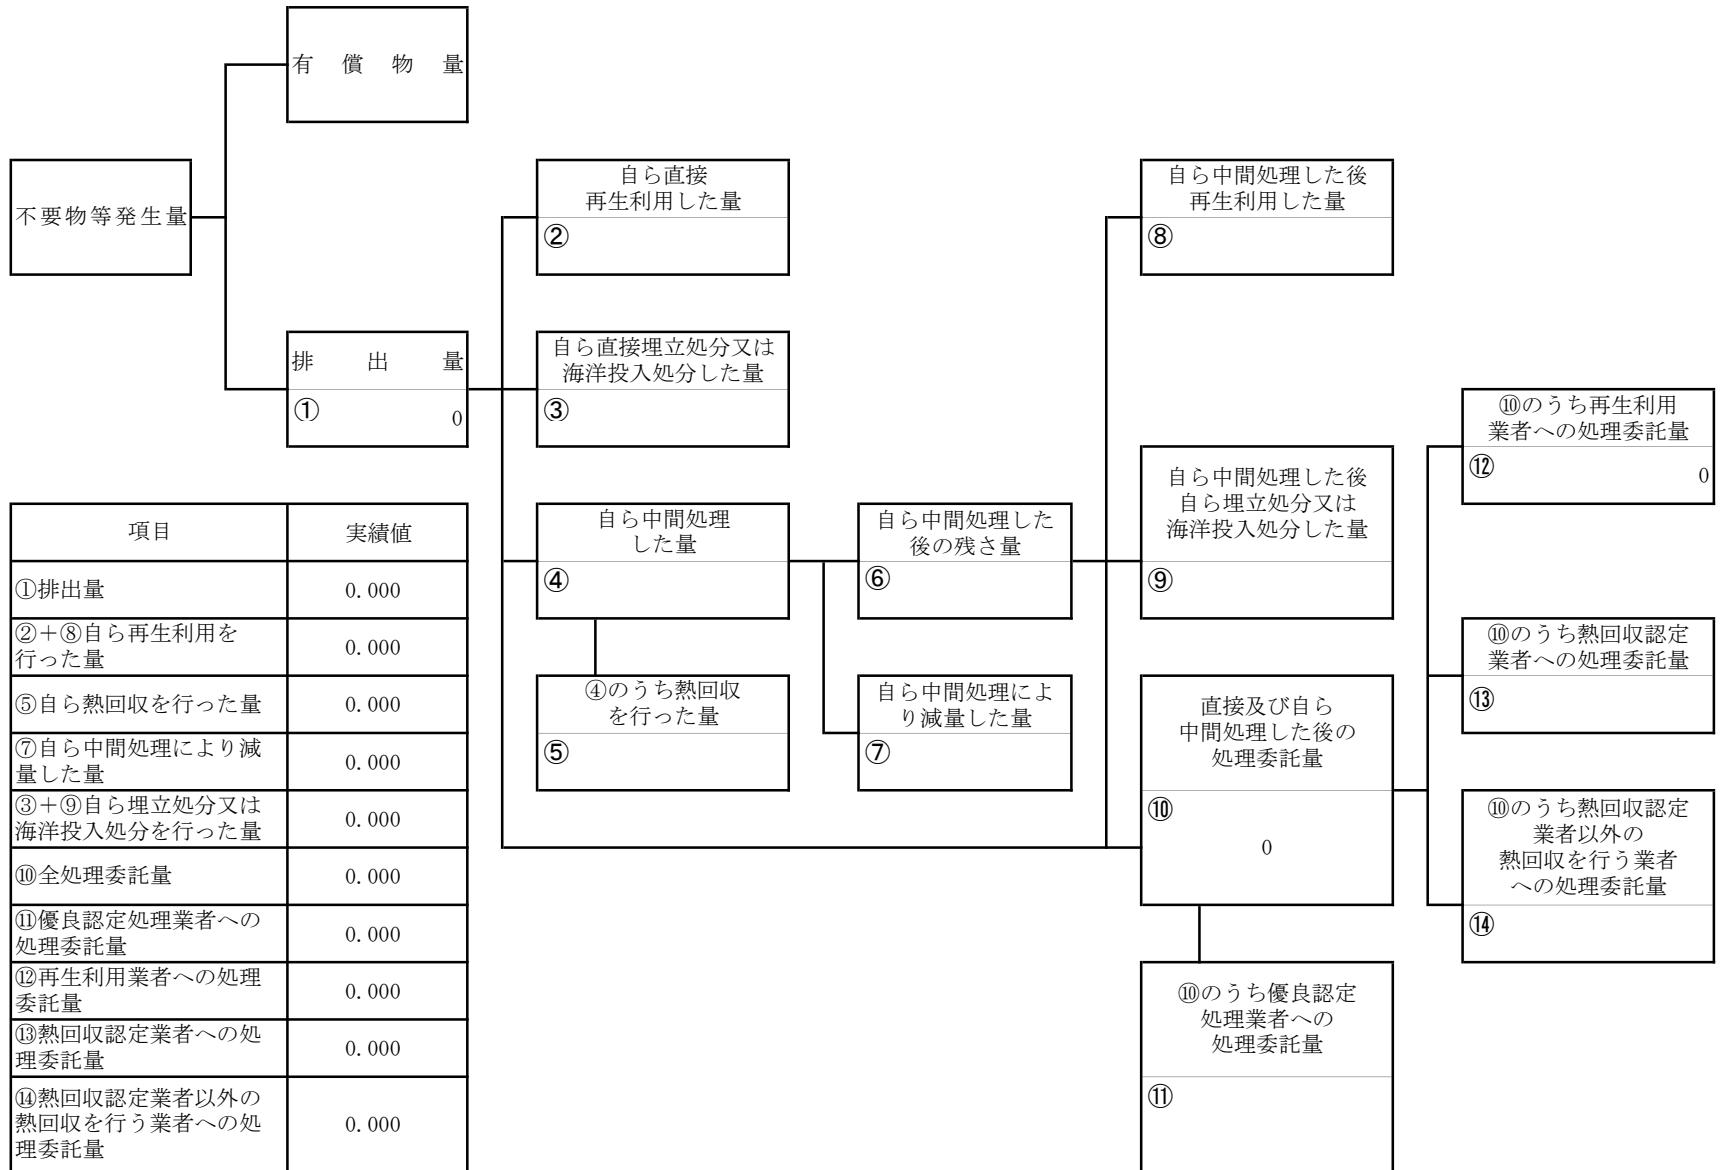 有償物量
不要物等発生量
自ら直接
再生利用した量
②
自ら中間処理した後
再生利用した量
⑧
排出量
①
0
自ら直接埋立処分又は
海洋投入処分した量
③
⑩のうち再生利用
業者への処理委託量
⑫
0
自ら中間処理した後
自ら埋立処分又は
海洋投入処分した量
⑨
自ら中間処理
した量
④
自ら中間処理した
後の残さ量
⑥
⑩のうち熱回収認定
業者への処理委託量
⑬
④のうち熱回収
を行った量
⑤
自ら中間処理によ
り減量した量
⑦
直接及び自ら
中間処理した後の
処理委託量
⑩
0
⑩のうち熱回収認定
業者以外の
熱回収を行う業者
への処理委託量
⑭
⑩のうち優良認定
処理業者への
処理委託量
⑪
項目 実績値
①排出量 0.000
②+⑧自ら再生利用を
行った量 0.000
⑤自ら熱回収を行った量 0.000
⑦自ら中間処理により減
量した量 0.000
③+⑨自ら埋立処分又は
海洋投入処分を行った量 0.000
⑩全処理委託量 0.000
⑪優良認定処理業者への
処理委託量 0.000
⑫再生利用業者への処理
委託量 0.000
⑬熱回収認定業者への処
理委託量 0.000
⑭熱回収認定業者以外の
熱回収を行う業者への処
理委託量 0.000